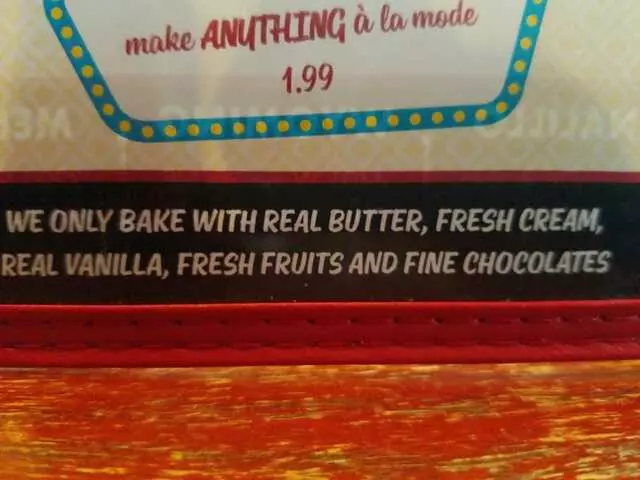 make ANYTHING à la mode
1.99
WE ONLY BAKE WITH REAL BUTTER, FRESH CREAM,
REAL VANILLA, FRESH FRUITS AND FINE CHOCOLATES